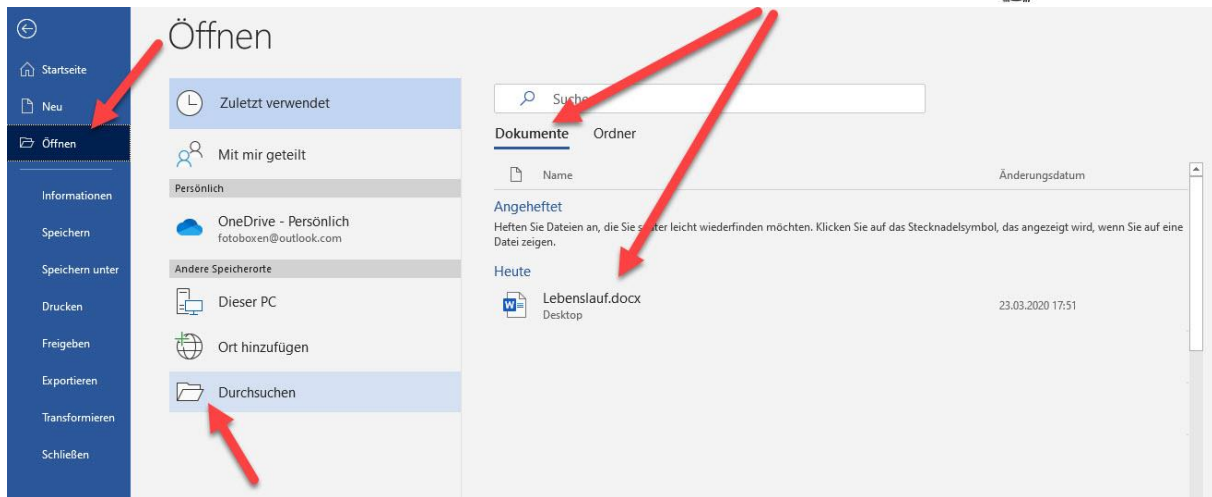 Öffnen
Startseite
Neu
Öffnen
Informationen
Speichern
Speichern unter
Drucken
Freigeben
Exportieren
Transformieren
Schließen
Zuletzt verwendet
Mit mir geteilt
Persönlich
OneDrive - Persönlich
fotoboxen@outlook.com
Andere Speicherorte
Dieser PC
Ort hinzufügen
Durchsuchen
Dokumente Ordner
Name Änderungsdatum
Angeheftet
Heften Sie Dateien an, die Sie später leicht wiederfinden möchten. Klicken Sie auf das Stecknadelsymbol, das angezeigt wird, wenn Sie auf eine
Datei zeigen.
Heute
Lebenslauf.docx 23.03.2020 17:51
Desktop